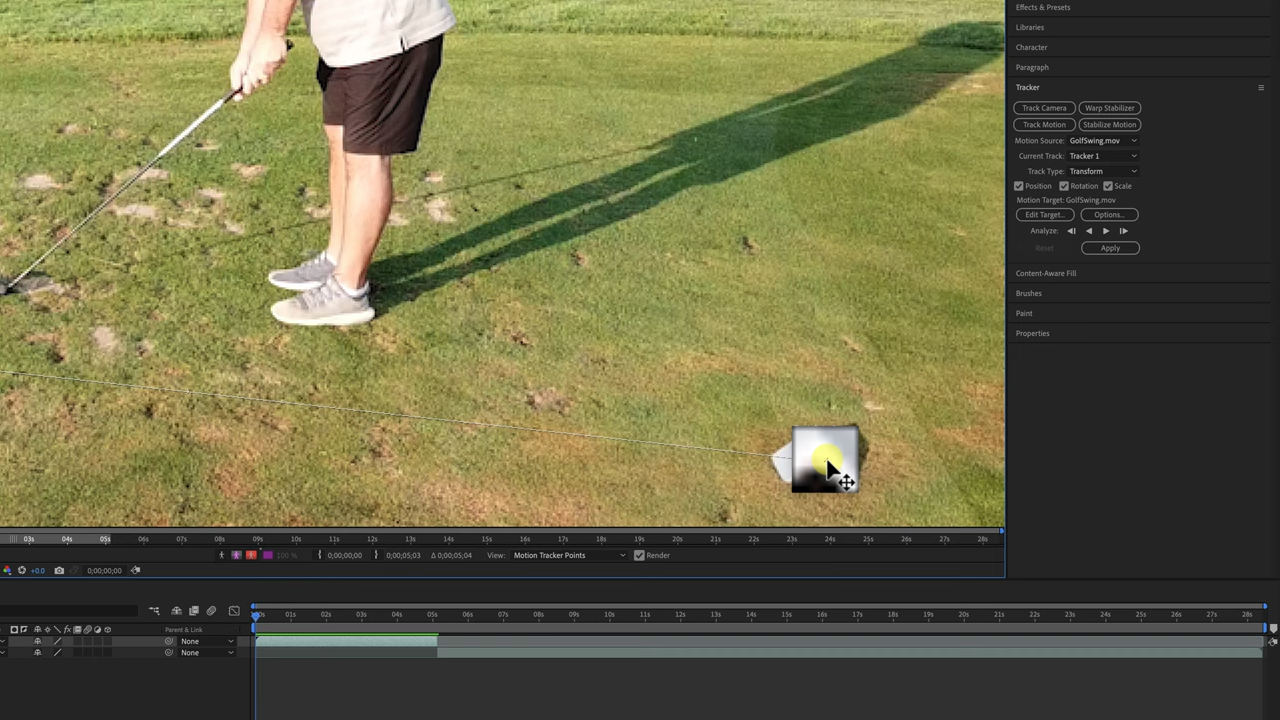 Effects & Presets
Libraries
Character
Paragraph
Tracker
Track Camera Warp Stabilizer
Track Motion Stabilize Motion
Motion Source: GolfSwing.mov
Current Track: Tracker 1
Track Type: Transform
Position Rotation Scale
Motion Target: GolfSwing.mov
Edit Target... Options...
Analyze:
Reset Apply
Content-Aware Fill
Brushes
Paint
Properties
03s 04s 05s 06s 07s 08s 09s 10s 11s 12s 13s 14s 15s 16s 17s 18s 19s 20s 21s 22s 23s 24s 25s 26s 27s 28s
100 % 0;00;00;00 0;00;05;03 Δ 0;00;05;04 View: Motion Tracker Points Render
+0.0 0;00;00;00
01s 02s 03s 04s 05s 06s 07s 08s 09s 10s 11s 12s 13s 14s 15s 16s 17s 18s 19s 20s 21s 22s 23s 24s 25s 26s 27s 28s
fx Parent & Link
None
None